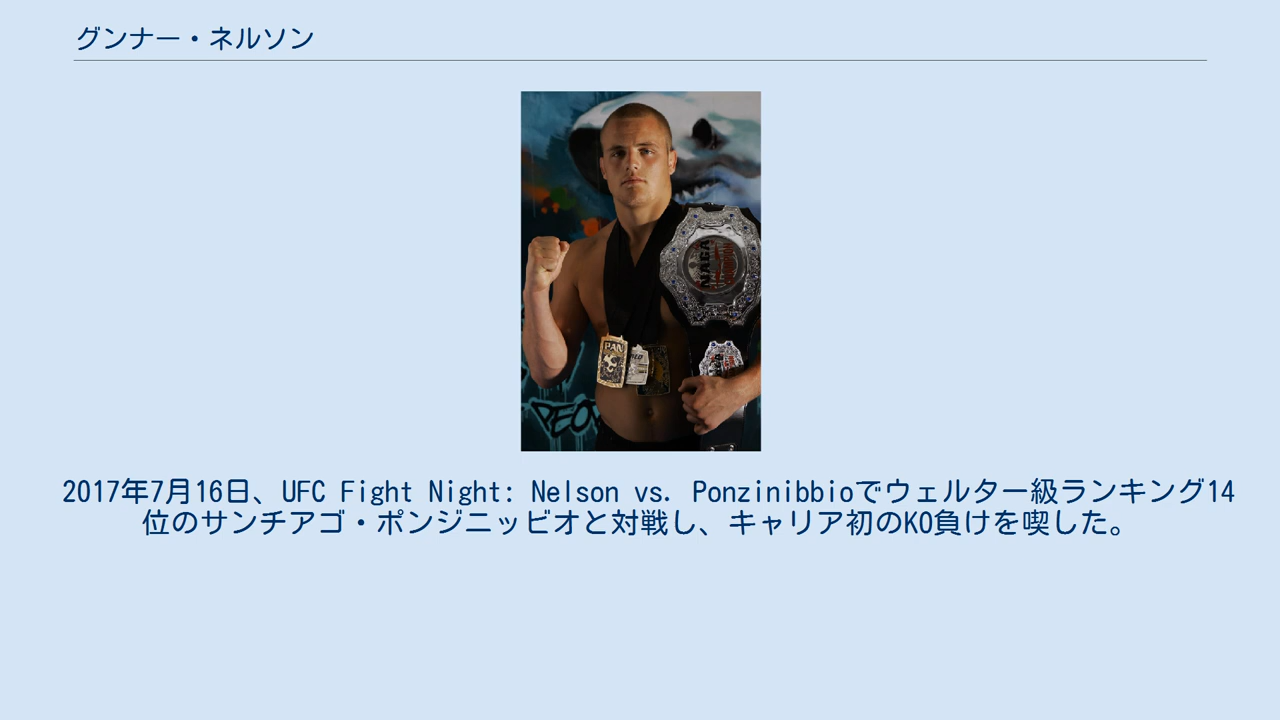 グンナー・ネルソン
NAGA
PAN
PEOP
2017年7月16日、UFC Fight Night: Nelson vs. Ponzinibbioでウェルター級ランキング14
位のサンチアゴ・ポンジニッビオと対戦し、キャリア初のKO負けを喫した。